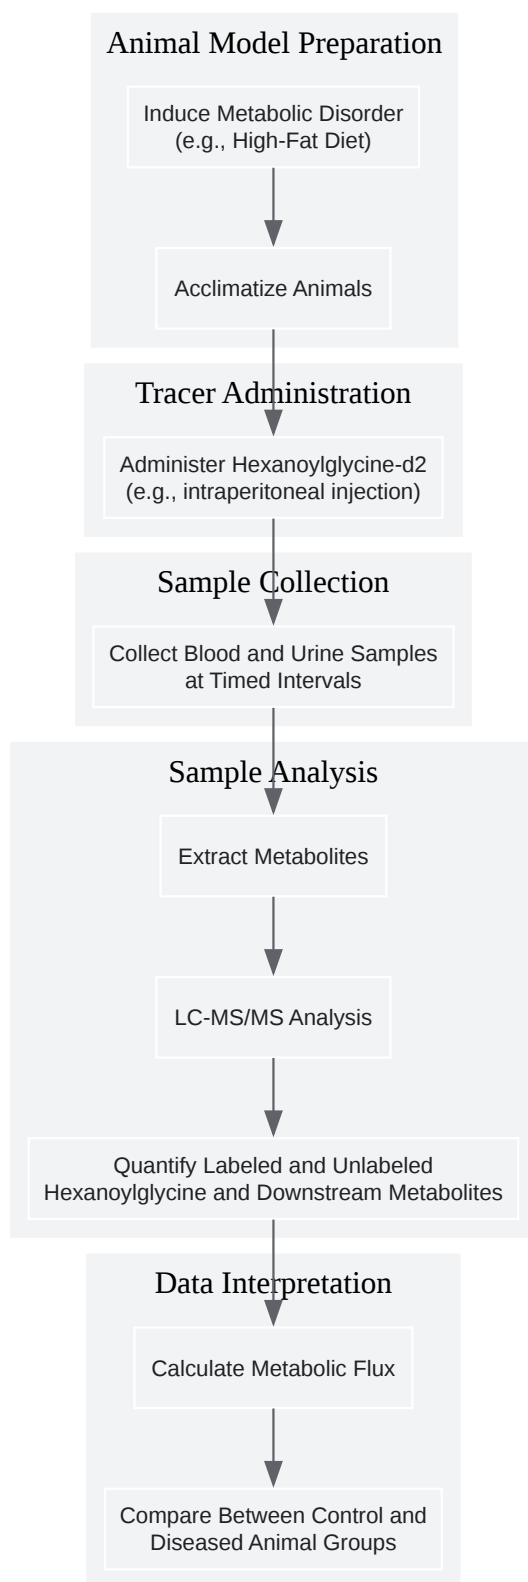 Animal Model Preparation
Induce Metabolic Disorder
(e.g., High-Fat Diet)
Acclimatize Animals
Tracer Administration
Administer Hexanoylglycine-d2
(e.g., intraperitoneal injection)
Sample Collection
Collect Blood and Urine Samples
at Timed Intervals
Sample Analysis
Extract Metabolites
LC-MS/MS Analysis
Quantify Labeled and Unlabeled
Hexanoylglycine and Downstream Metabolites
Data Interpretation
Calculate Metabolic Flux
Compare Between Control and
Diseased Animal Groups